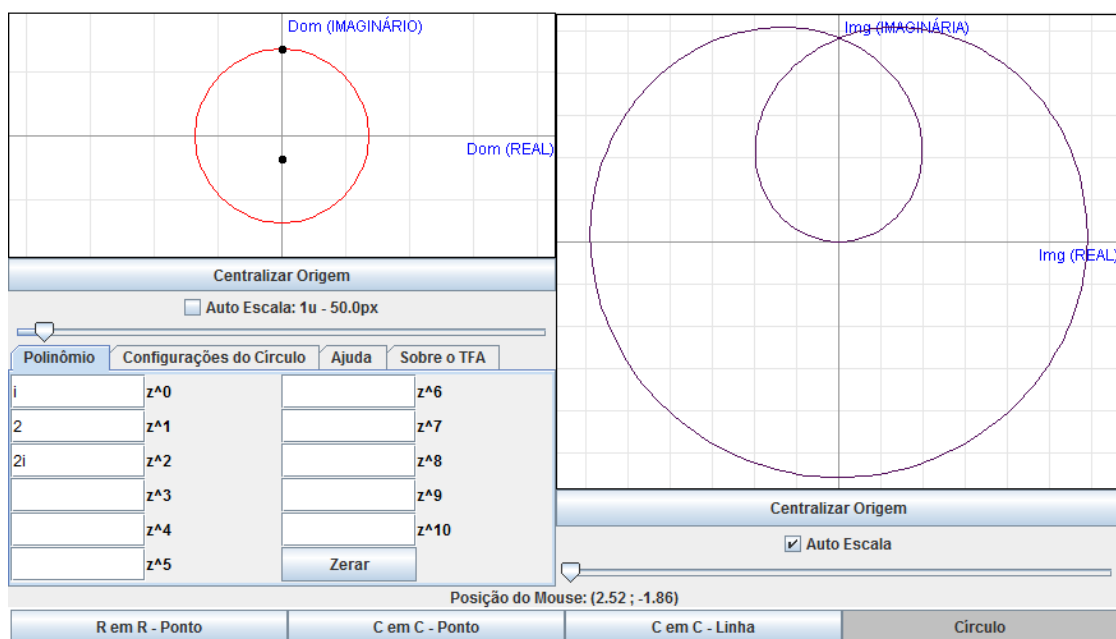 Dom (IMAGINÁRIO)
Dom (REAL)
Img (IMAGINÁRIA)
Img (REAL)
Centralizar Origem
Auto Escala: 1u - 50.0px
Polinômio Configurações do Círculo Ajuda Sobre o TFA
i z^0 z^6
2 z^1 z^7
2i z^2 z^8
z^3 z^9
z^4 z^10
z^5 Zerar
Centralizar Origem
Auto Escala
Posição do Mouse: (2.52 ; -1.86)
R em R - Ponto C em C - Ponto C em C - Linha Círculo